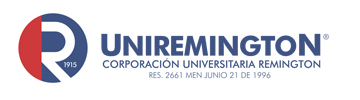 R
1915
UNIREMINGTON®
CORPORACIÓN UNIVERSITARIA REMINGTON
RES. 2661 MEN JUNIO 21 DE 1996